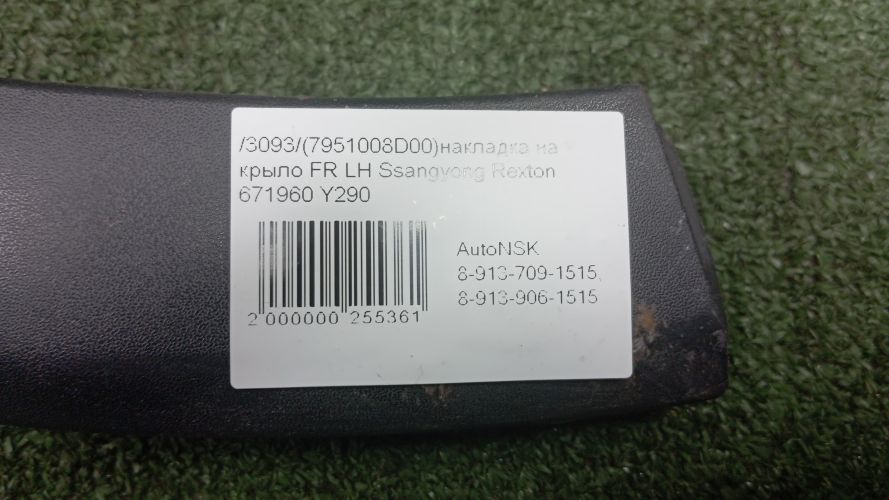 /3093/(7951008D00)накладка на
крыло FR LH Ssangyong Rexton
671960 Y290
AutoNSK
8-913-709-1515,
8-913-906-1515
2 000000 255361